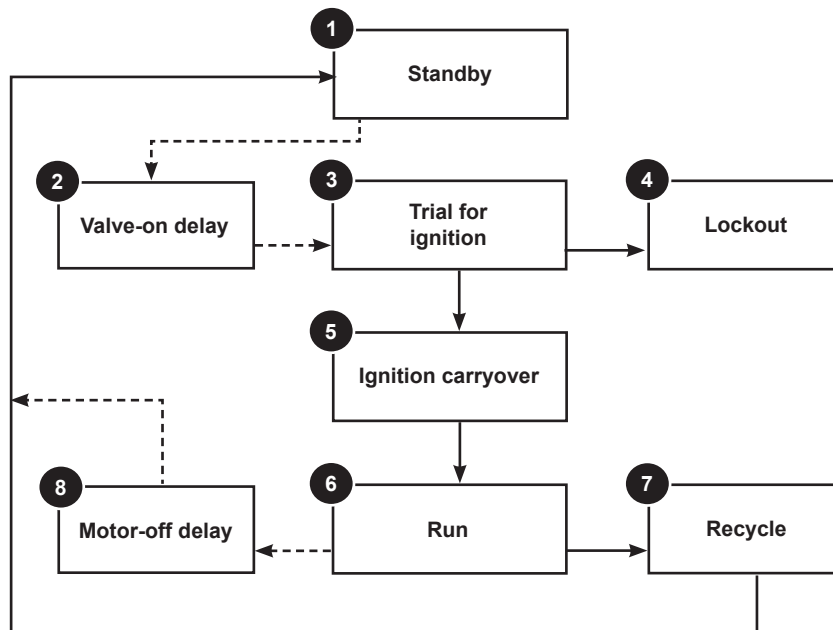 1
Standby
2
Valve-on delay
3
Trial for
ignition
4
Lockout
5
Ignition carryover
8
Motor-off delay
6
Run
7
Recycle